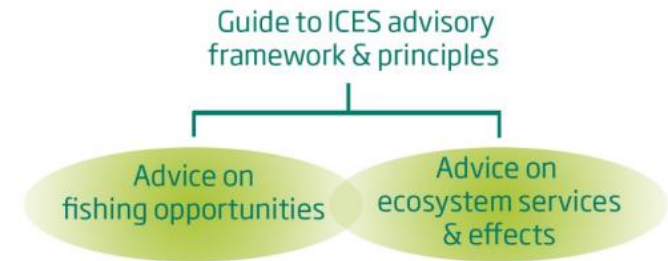 Guide to ICES advisory
framework & principles
Advice on
fishing opportunities
Advice on
ecosystem services
& effects